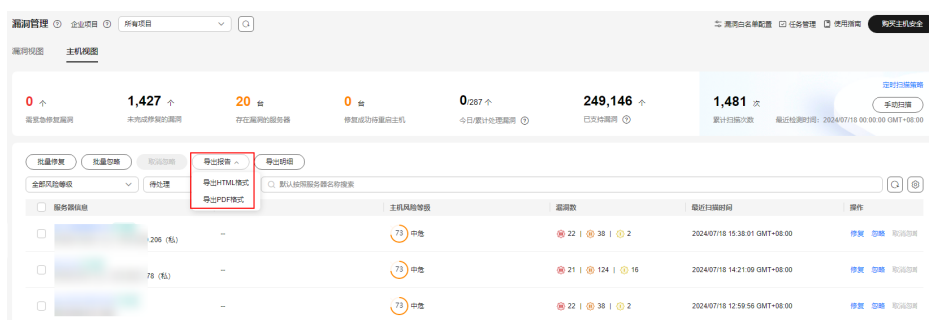 漏洞管理 企业项目 所有项目 漏洞白名单配置 任务管理 使用指南 购买主机安全
漏洞视图 主机视图
定时扫描策略
0 个 1,427 个 20 台 0 台 0/287 个 249,146 个 1,481 次 手动扫描
需紧急修复漏洞 未完成修复的漏洞 存在漏洞的服务器 修复成功待重启主机 今日/累计处理漏洞 已支持漏洞 累计扫描次数 最近检测时间: 2024/07/18 00:00:00 GMT+08:00
批量修复 批量忽略 取消忽略 导出报告 导出明细
全部风险等级 待处理 导出HTML格式 默认按照服务器名称搜索
导出PDF格式
服务器信息 主机风险等级 漏洞数 最近扫描时间 操作
.206 (私) -- 73 中危 22 | 38 | 2 2024/07/18 15:38:01 GMT+08:00 修复 忽略 取消忽略
78 (私) -- 73 中危 21 | 124 | 16 2024/07/18 14:21:09 GMT+08:00 修复 忽略 取消忽略
-- 73 中危 22 | 38 | 2 2024/07/18 12:59:56 GMT+08:00 修复 忽略 取消忽略